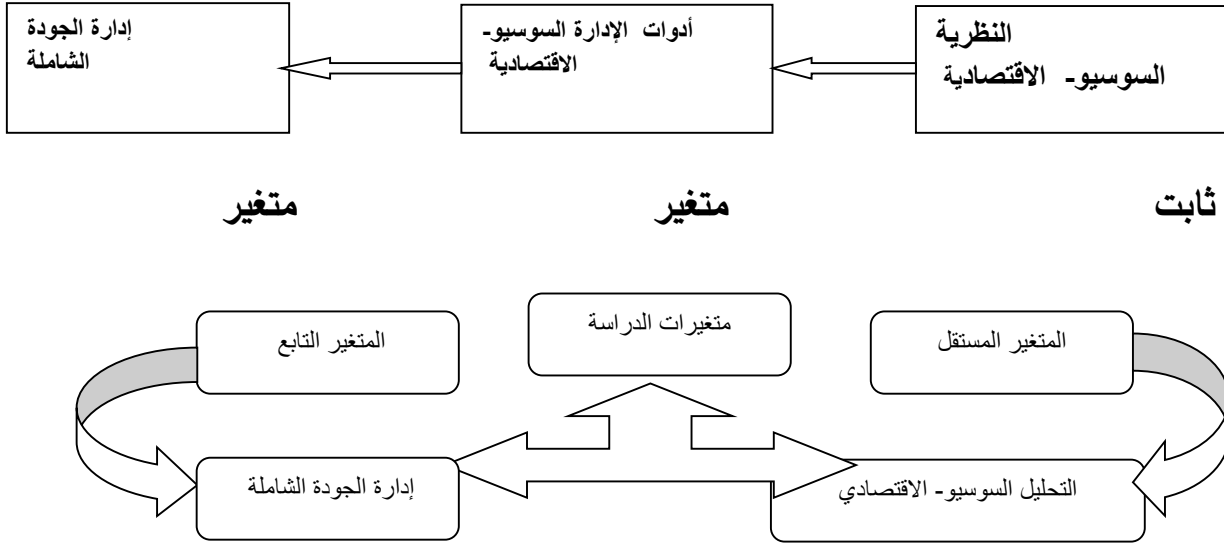 النظرية
السوسيو- الاقتصادية
أدوات الإدارة السوسيو-
الاقتصادية
إدارة الجودة
الشاملة
ثابت
متغير
متغير
المتغير المستقل
متغيرات الدراسة
المتغير التابع
التحليل السوسيو- الاقتصادي
إدارة الجودة الشاملة